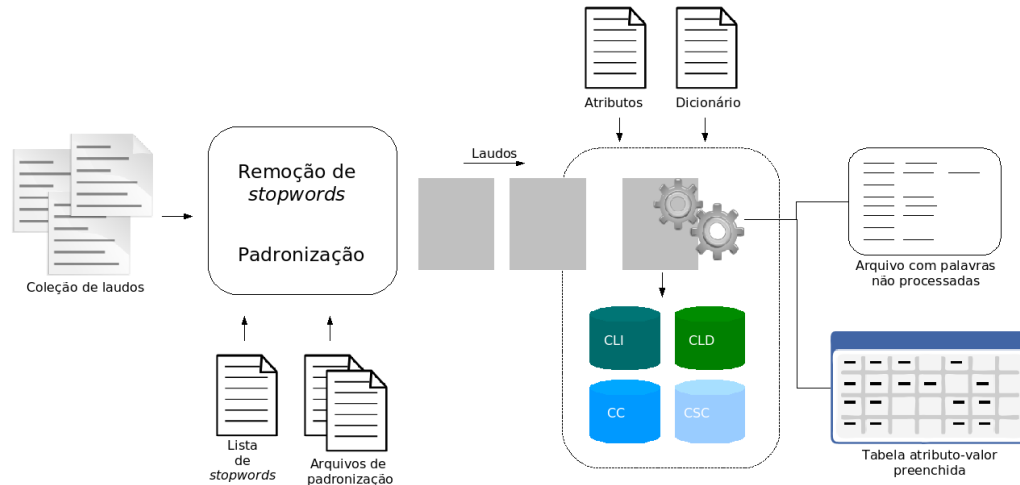 Atributos
Dicionário
Laudos
Remoção de
stopwords
Padronização
Coleção de laudos
CLI
CLD
CC
CSC
Arquivo com palavras
não processadas
Lista
de
stopwords
Arquivos de
padronização
Tabela atributo-valor
preenchida